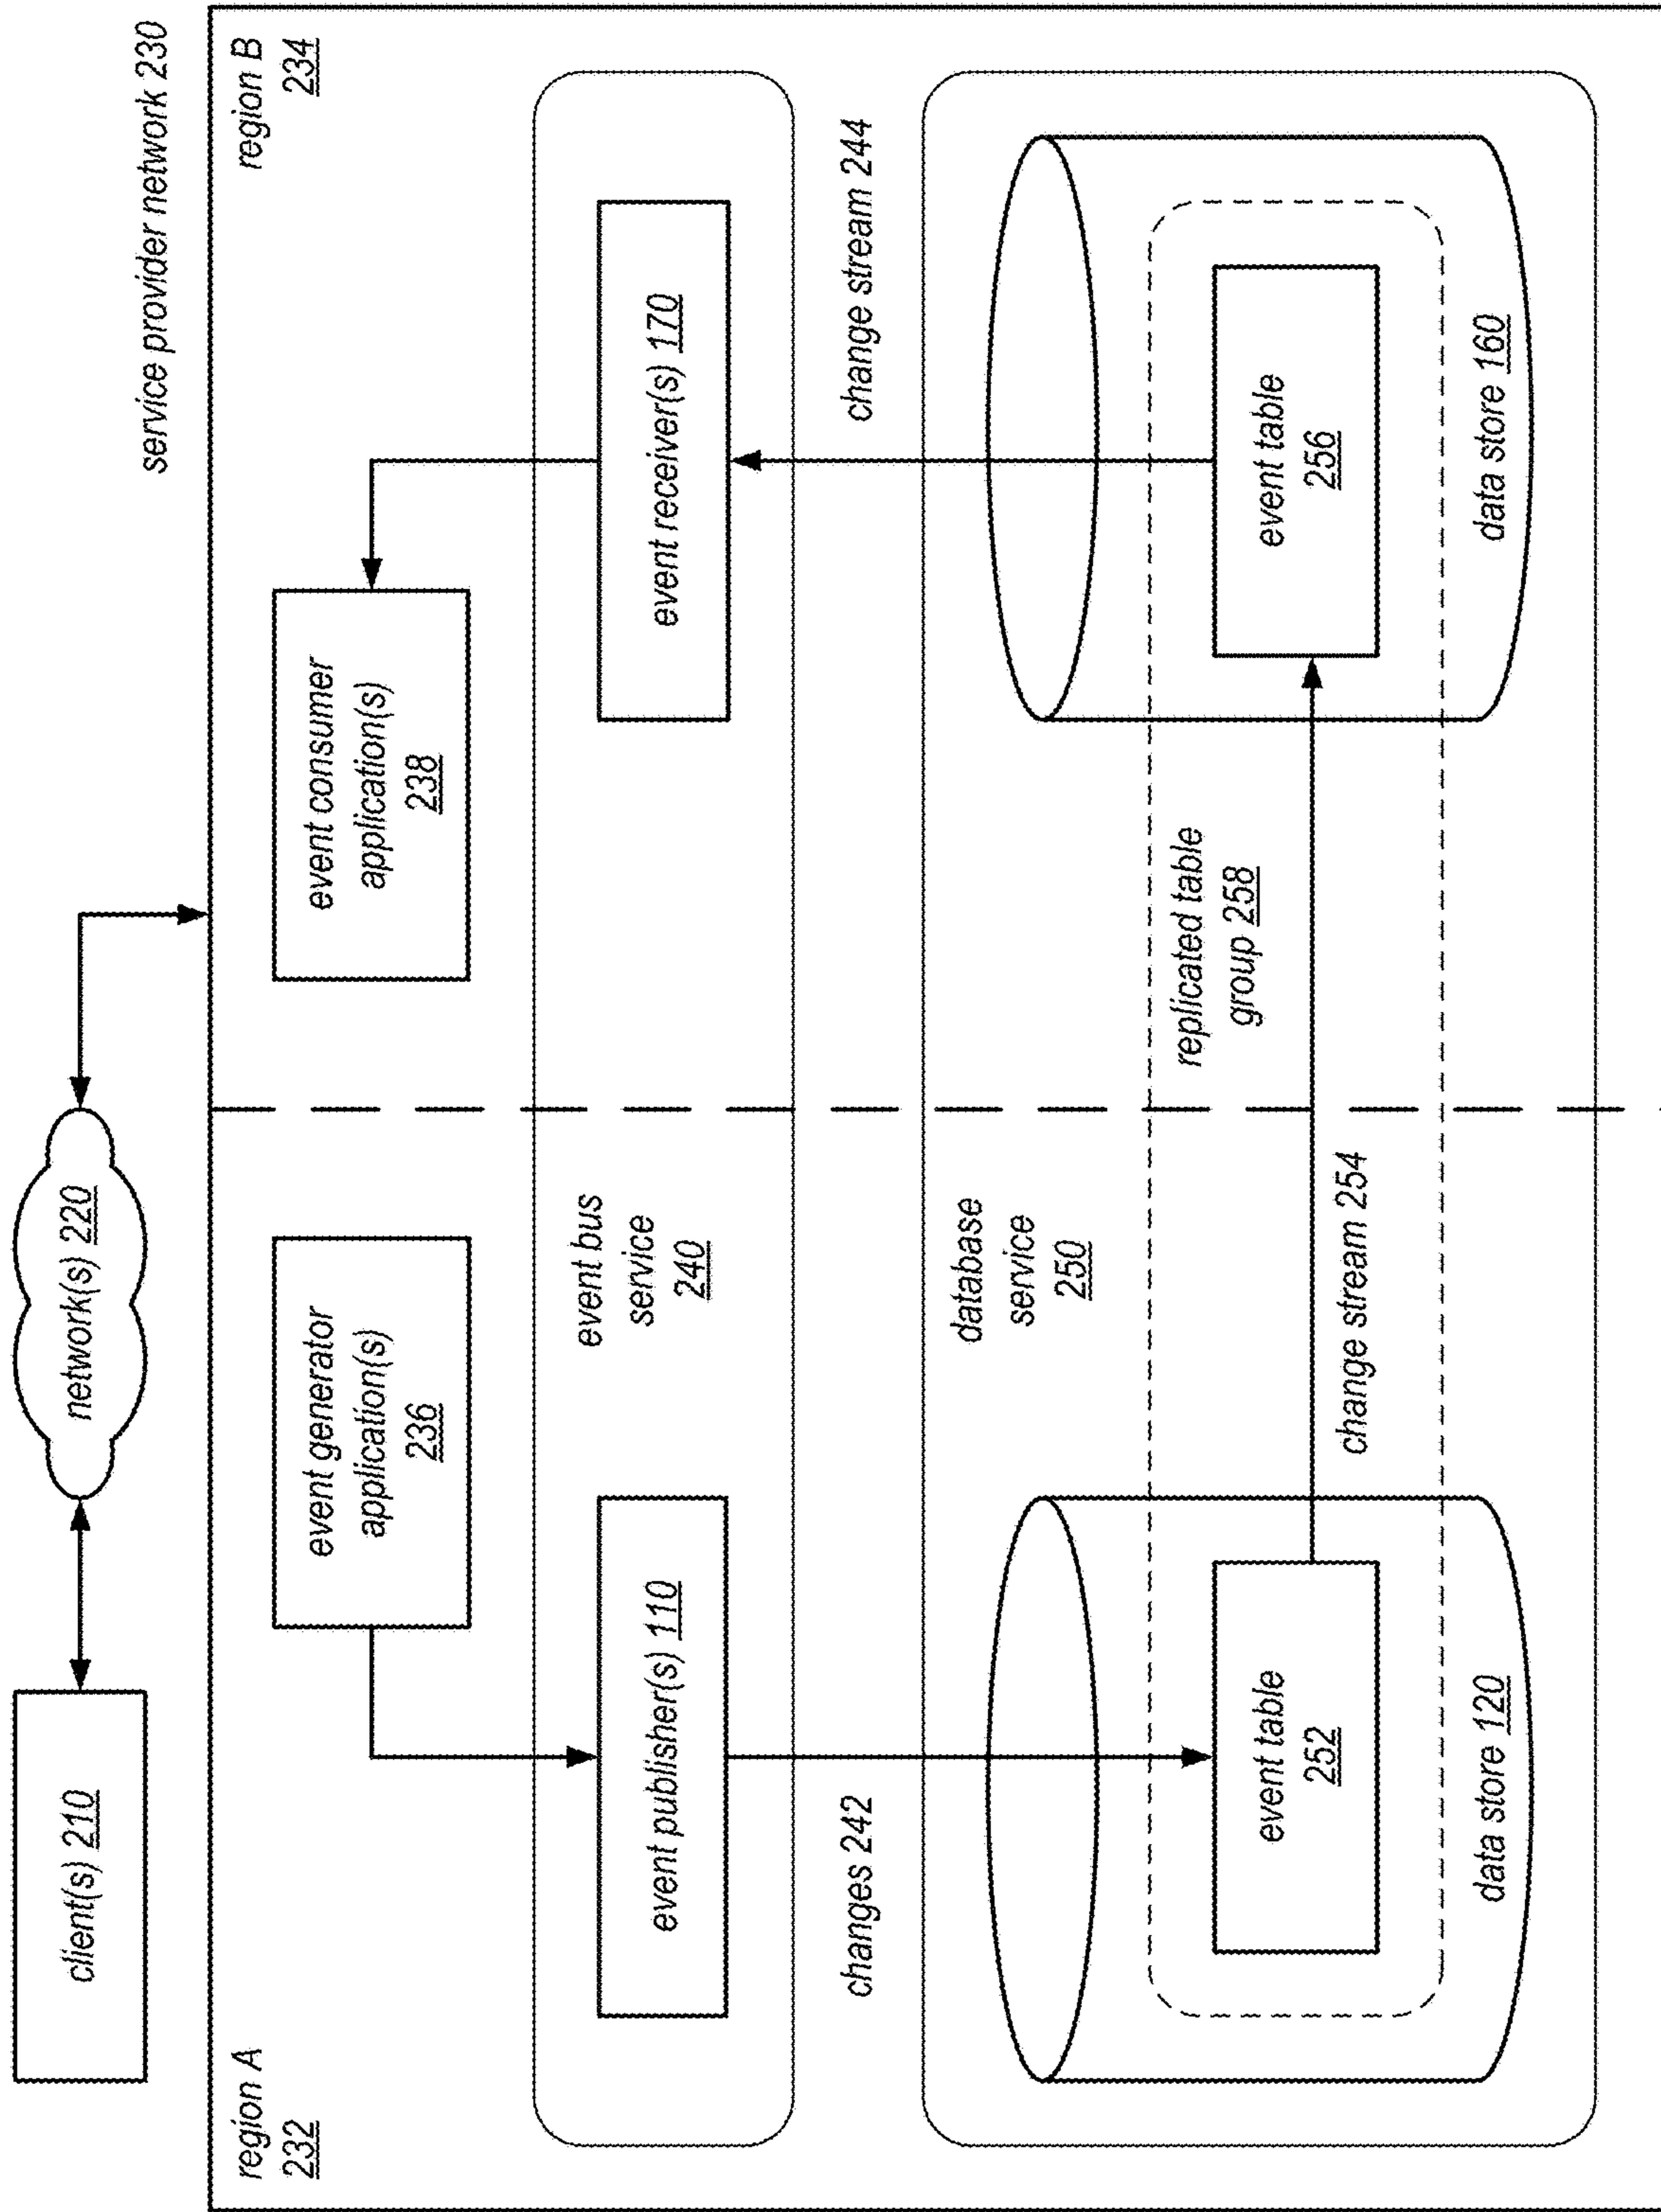 client(s) 210
network(s) 220
service provider network 230
region A
232
region B
234
event generator
application(s)
236
event consumer
application(s)
238
event bus
service
240
event publisher(s) 110
event receiver(s) 170
changes 242
change stream 244
database
service
250
replicated table
group 258
event table
252
event table
256
change stream 254
data store 120
data store 160